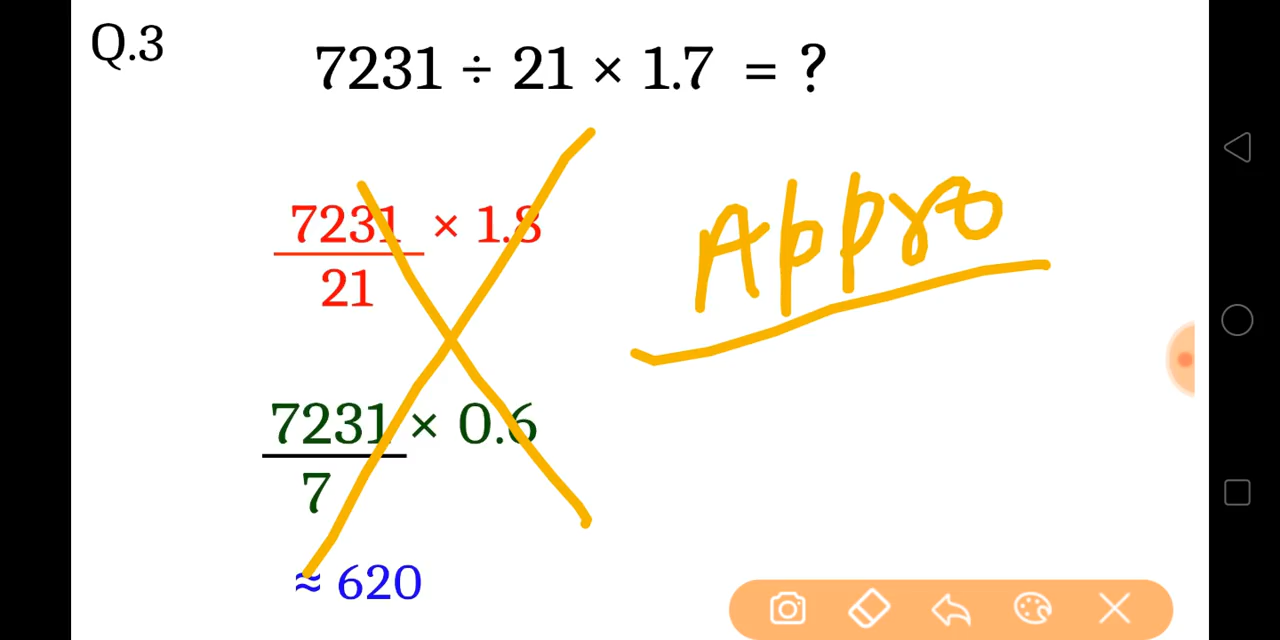 Q.3
7231 ÷ 21 × 1.7 = ?
7231 × 1.8
21
Appro
7231 × 0.6
7
≈ 620